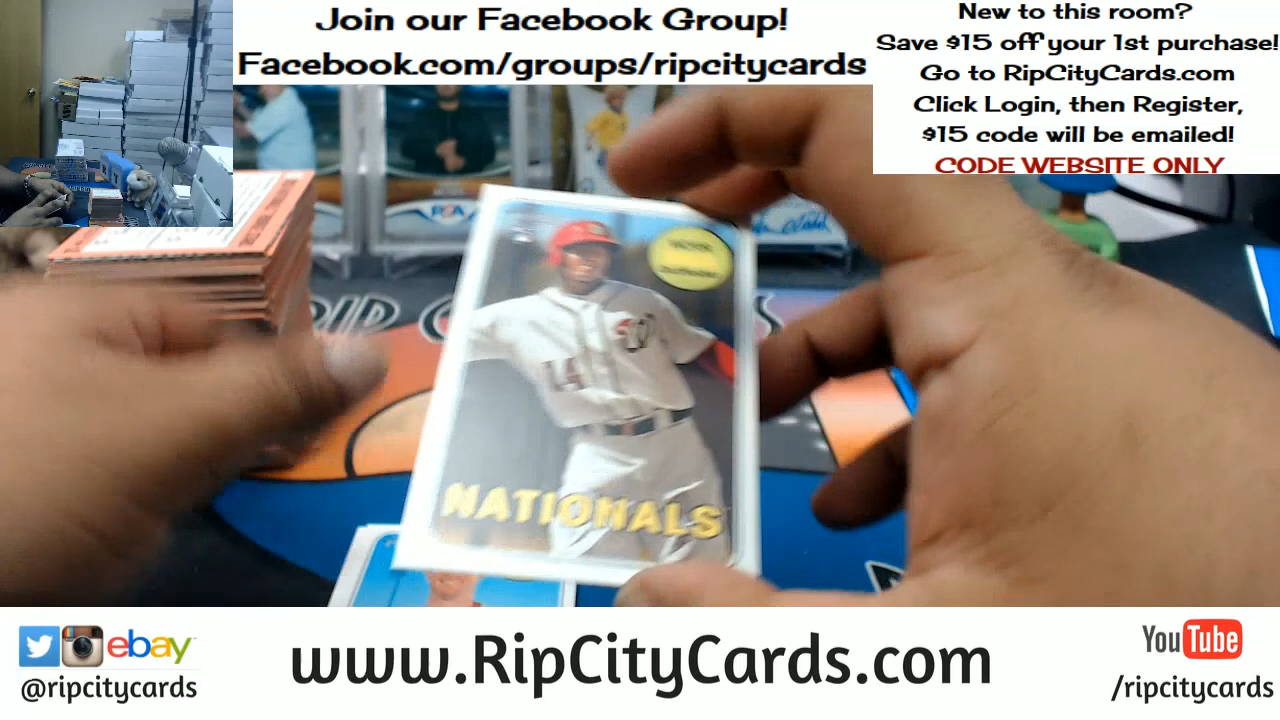 Join our Facebook Group!
Facebook.com/groups/ripcitycards
New to this room?
Save $15 off your 1st purchase!
Go to RipCityCards.com
Click Login, then Register,
$15 code will be emailed!
CODE WEBSITE ONLY
RIP
14
NATIONALS
ebay
@ripcitycards
www.RipCityCards.com
YouTube
/ripcitycards